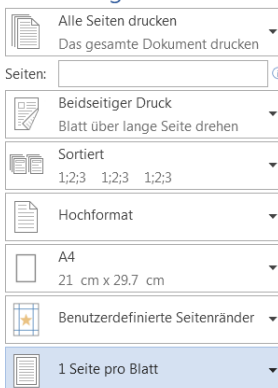 Alle Seiten drucken
Das gesamte Dokument drucken
Seiten:
Beidseitiger Druck
Blatt über lange Seite drehen
Sortiert
1;2;3 1;2;3 1;2;3
Hochformat
A4
21 cm x 29.7 cm
Benutzerdefinierte Seitenränder
1 Seite pro Blatt